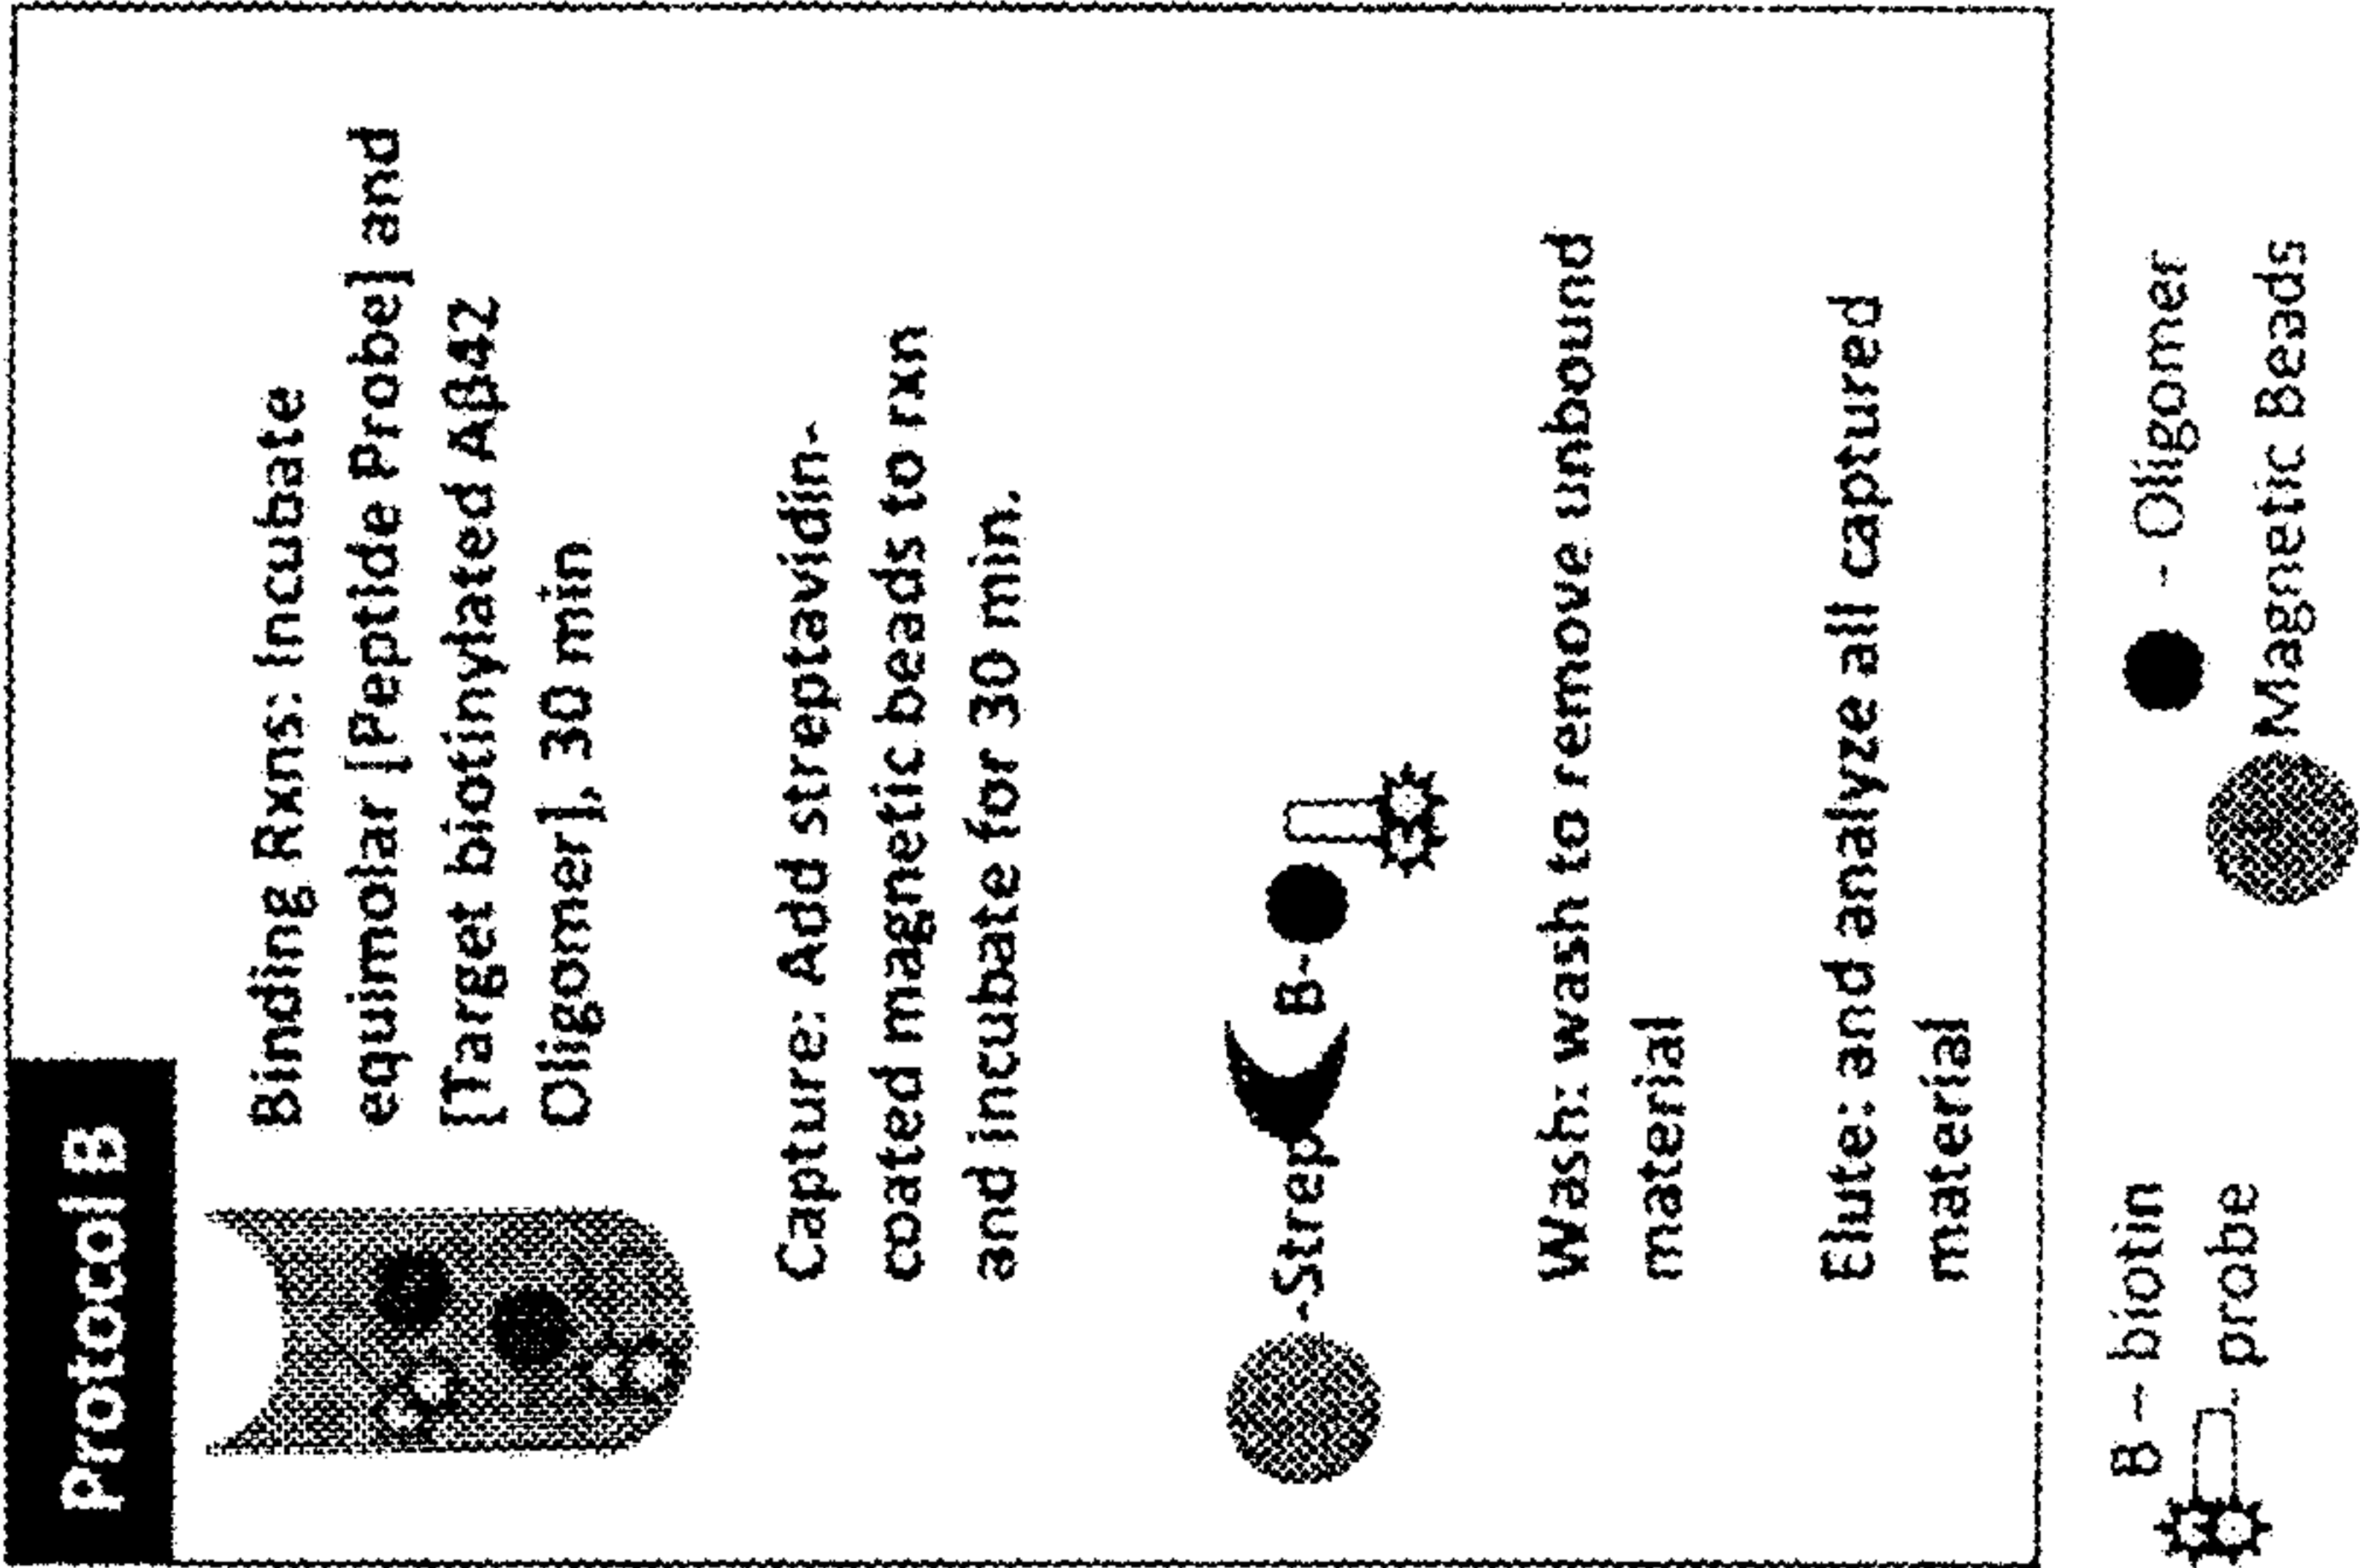 Protocol B
Binding Rxns: Incubate
equimolar [Peptide Probe] and
[Target biotinylated Aβ42
Oligomer], 30 min
Capture: Add streptavidin-
coated magnetic beads to rxn
and incubate for 30 min.
-Strep B-
Wash: wash to remove unbound
material
Elute: and analyze all captured
material
B – biotin
- probe
- Oligomer
Magnetic Beads